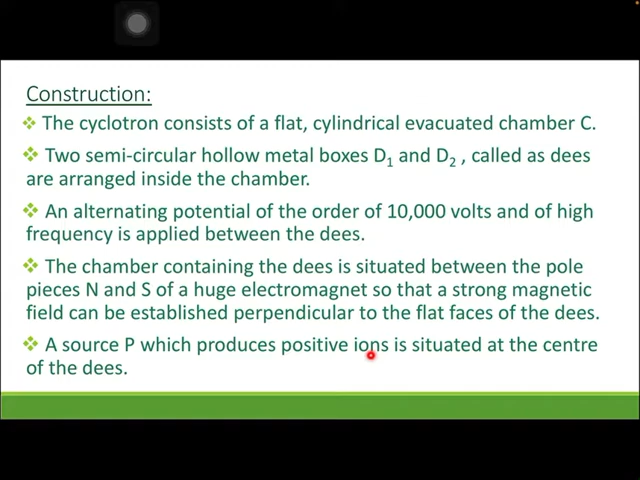 Construction:
The cyclotron consists of a flat, cylindrical evacuated chamber C.
Two semi-circular hollow metal boxes D1 and D2 , called as dees
are arranged inside the chamber.
An alternating potential of the order of 10,000 volts and of high
frequency is applied between the dees.
The chamber containing the dees is situated between the pole
pieces N and S of a huge electromagnet so that a strong magnetic
field can be established perpendicular to the flat faces of the dees.
A source P which produces positive ions is situated at the centre
of the dees.